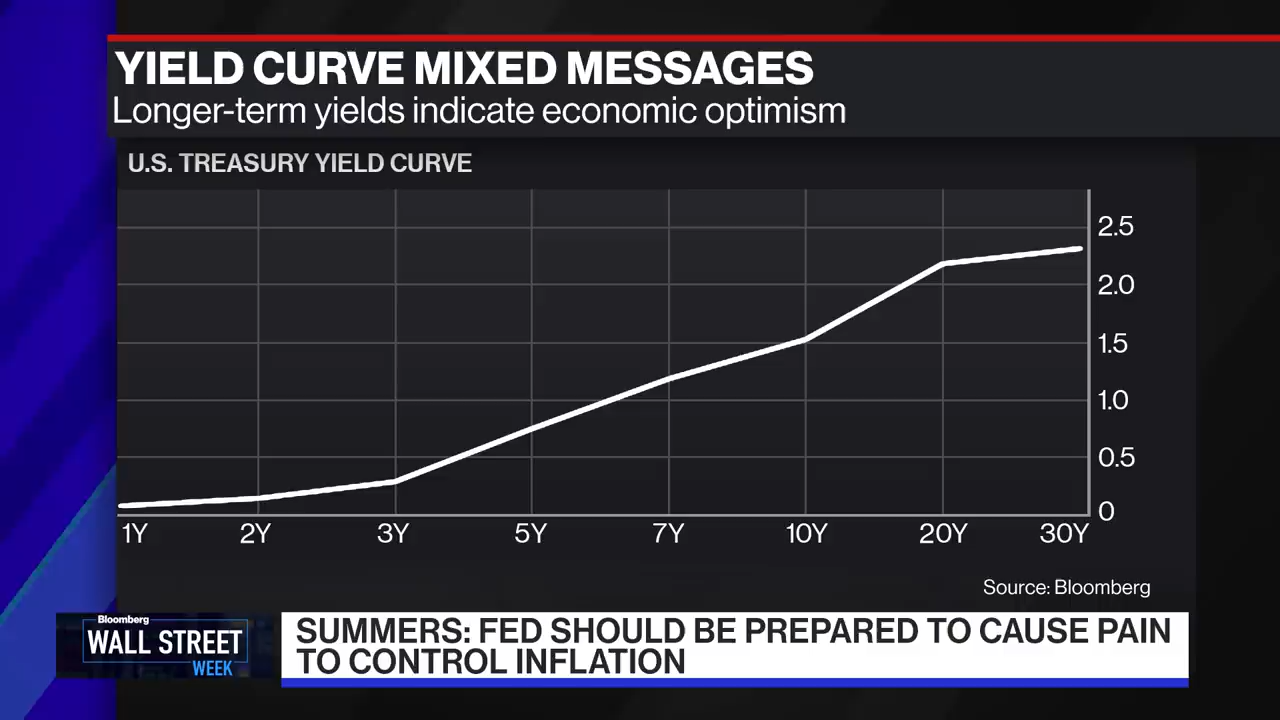 YIELD CURVE MIXED MESSAGES
Longer-term yields indicate economic optimism
U.S. TREASURY YIELD CURVE
2.5
2.0
1.5
1.0
0.5
0
1Y 2Y 3Y 5Y 7Y 10Y 20Y 30Y
Source: Bloomberg
Bloomberg
WALL STREET
WEEK
SUMMERS: FED SHOULD BE PREPARED TO CAUSE PAIN
TO CONTROL INFLATION